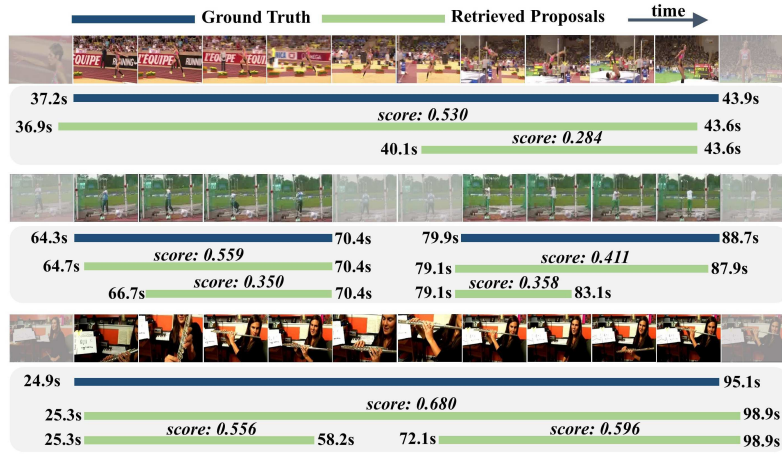 Ground Truth Retrieved Proposals time
L'EQUIPE RUNNING L'EQUIPE RUNN
37.2s 43.9s
score: 0.530
36.9s 43.6s
score: 0.284
40.1s 43.6s
64.3s 70.4s 79.9s 88.7s
score: 0.559 score: 0.411
64.7s 70.4s 79.1s 87.9s
score: 0.350 score: 0.358
66.7s 70.4s 79.1s 83.1s
24.9s 95.1s
score: 0.680
25.3s 98.9s
score: 0.556 score: 0.596
25.3s 58.2s 72.1s 98.9s